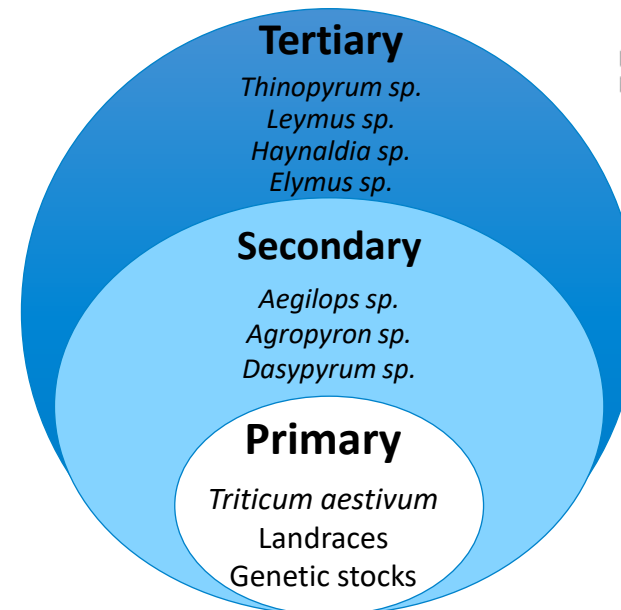 Tertiary
Thinopyrum sp.
Leymus sp.
Haynaldia sp.
Elymus sp.
Secondary
Aegilops sp.
Agropyron sp.
Dasypyrum sp.
Primary
Triticum aestivum
Landraces
Genetic stocks